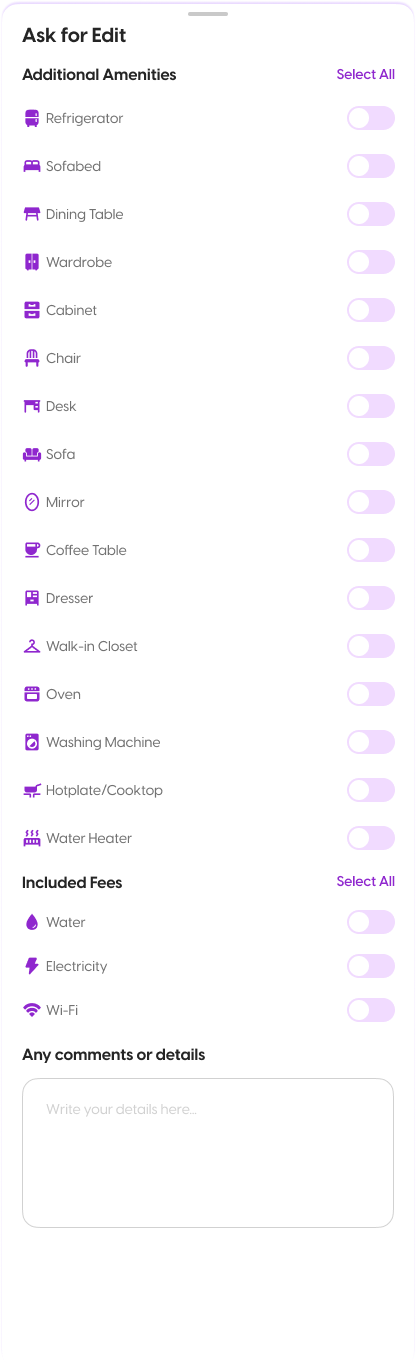 Ask for Edit
Additional Amenities Select All
Refrigerator
Sofabed
Dining Table
Wardrobe
Cabinet
Chair
Desk
Sofa
Mirror
Coffee Table
Dresser
Walk-in Closet
Oven
Washing Machine
Hotplate/Cooktop
Water Heater
Included Fees Select All
Water
Electricity
Wi-Fi
Any comments or details
Write your details here...